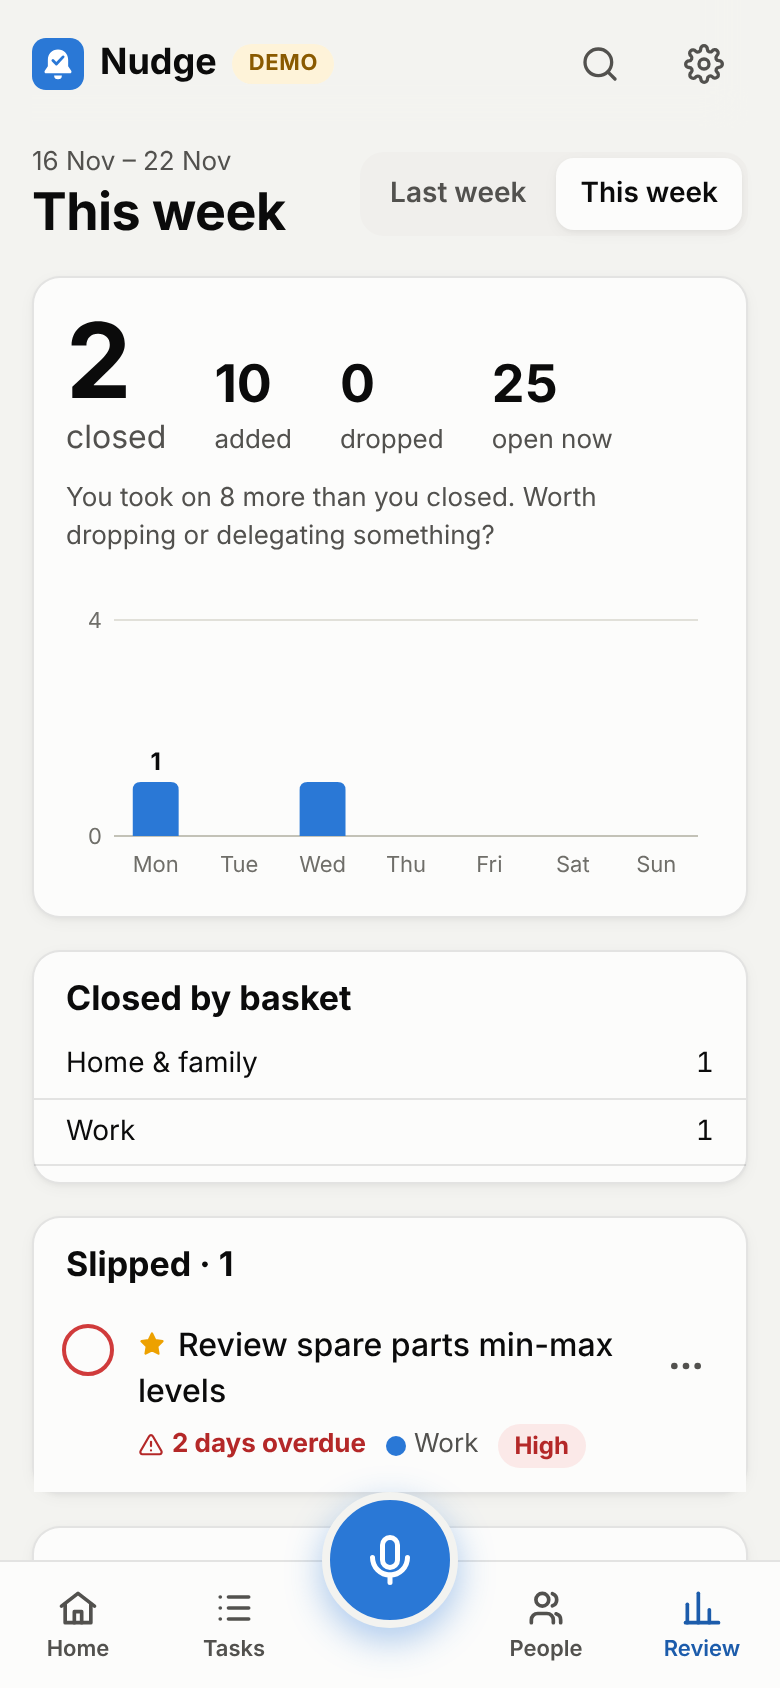 Nudge DEMO
16 Nov – 22 Nov
This week
Last week This week
2 10 0 25
closed added dropped open now
You took on 8 more than you closed. Worth
dropping or delegating something?
4
1
0
Mon Tue Wed Thu Fri Sat Sun
Closed by basket
Home & family 1
Work 1
Slipped · 1
Review spare parts min-max
levels
2 days overdue Work High
Home Tasks People Review